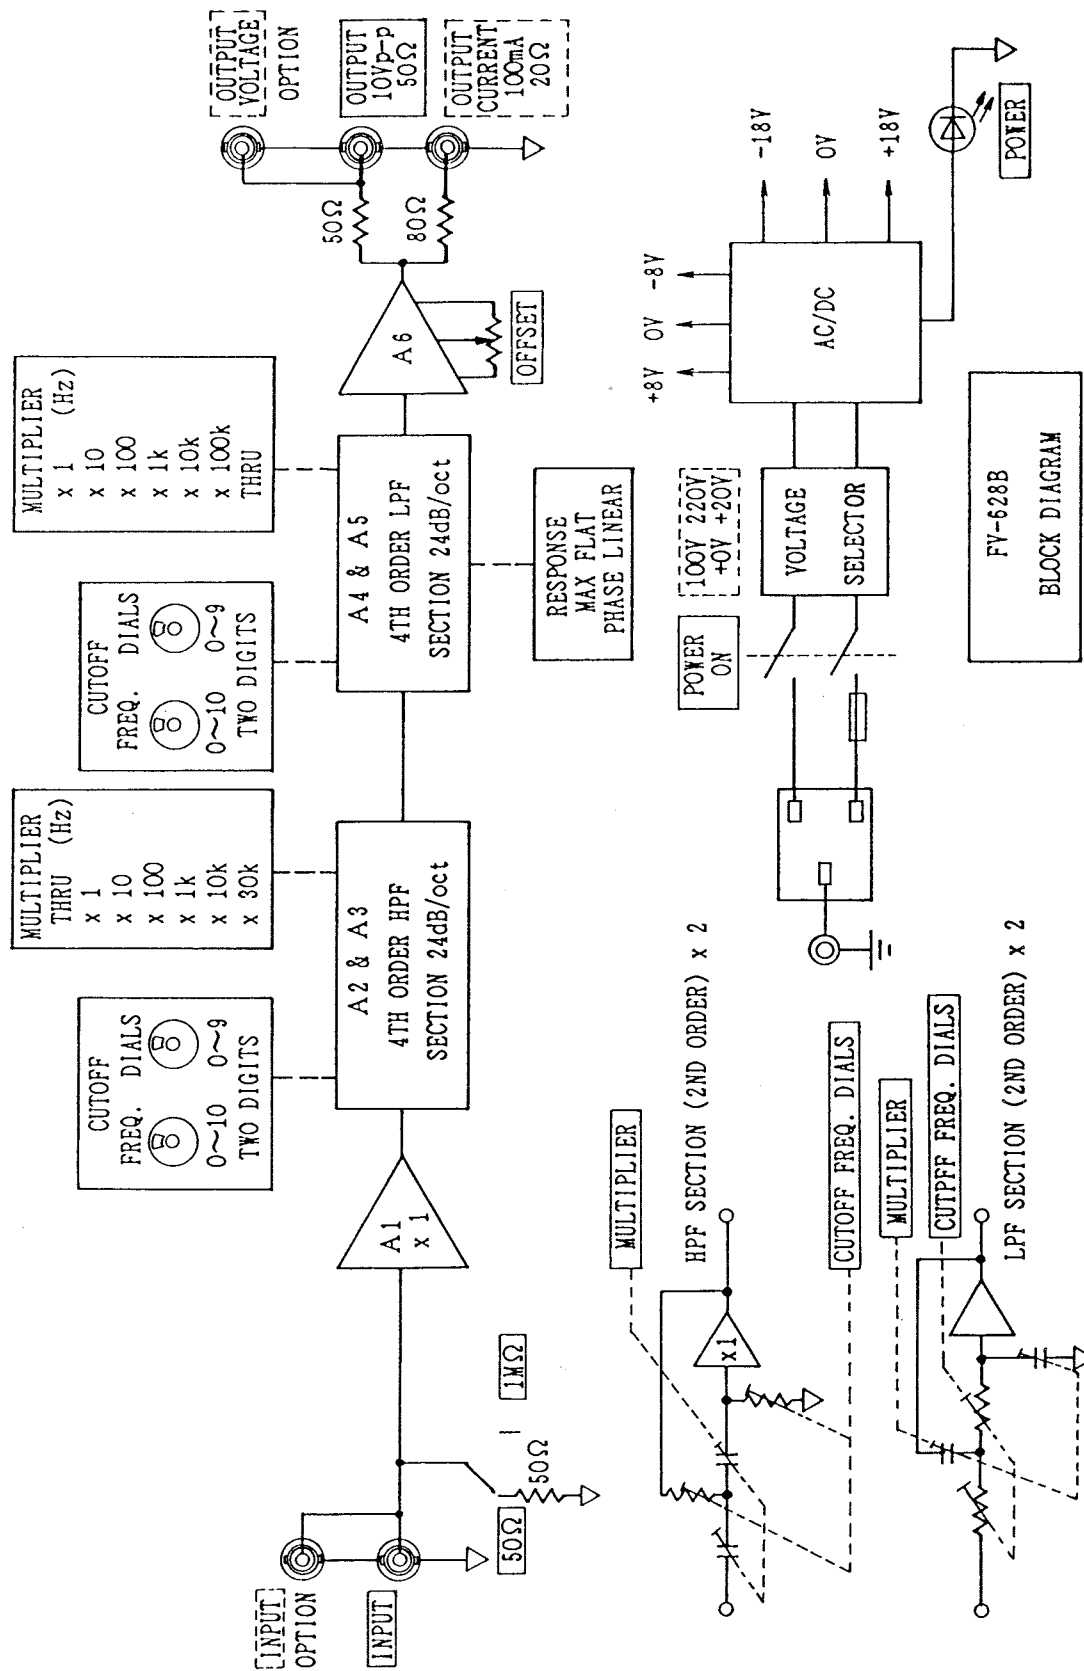 INPUT
OPTION
INPUT
50Ω
50Ω
1MΩ
A1
x 1
CUTOFF
FREQ. DIALS
0~10 0~9
TWO DIGITS
MULTIPLIER
THRU (Hz)
x 1
x 10
x 100
x 1k
x 10k
x 30k
A2 & A3
4TH ORDER HPF
SECTION 24dB/oct
CUTOFF
FREQ. DIALS
0~10 0~9
TWO DIGITS
MULTIPLIER
x 1 (Hz)
x 10
x 100
x 1k
x 10k
x 100k
THRU
A4 & A5
4TH ORDER LPF
SECTION 24dB/oct
RESPONSE
MAX FLAT
PHASE LINEAR
A6
OFFSET
50Ω
80Ω
OUTPUT
VOLTAGE
OPTION
OUTPUT
10Vp-p
50Ω
OUTPUT
CURRENT
100mA
20Ω
MULTIPLIER
x1
HPF SECTION (2ND ORDER) x 2
CUTOFF FREQ. DIALS
MULTIPLIER
CUTPFF FREQ. DIALS
LPF SECTION (2ND ORDER) x 2
POWER
ON
100V 220V
+0V +20V
VOLTAGE
SELECTOR
AC/DC
+8V 0V -8V
-18V
0V
+18V
POWER
FV-628B
BLOCK DIAGRAM